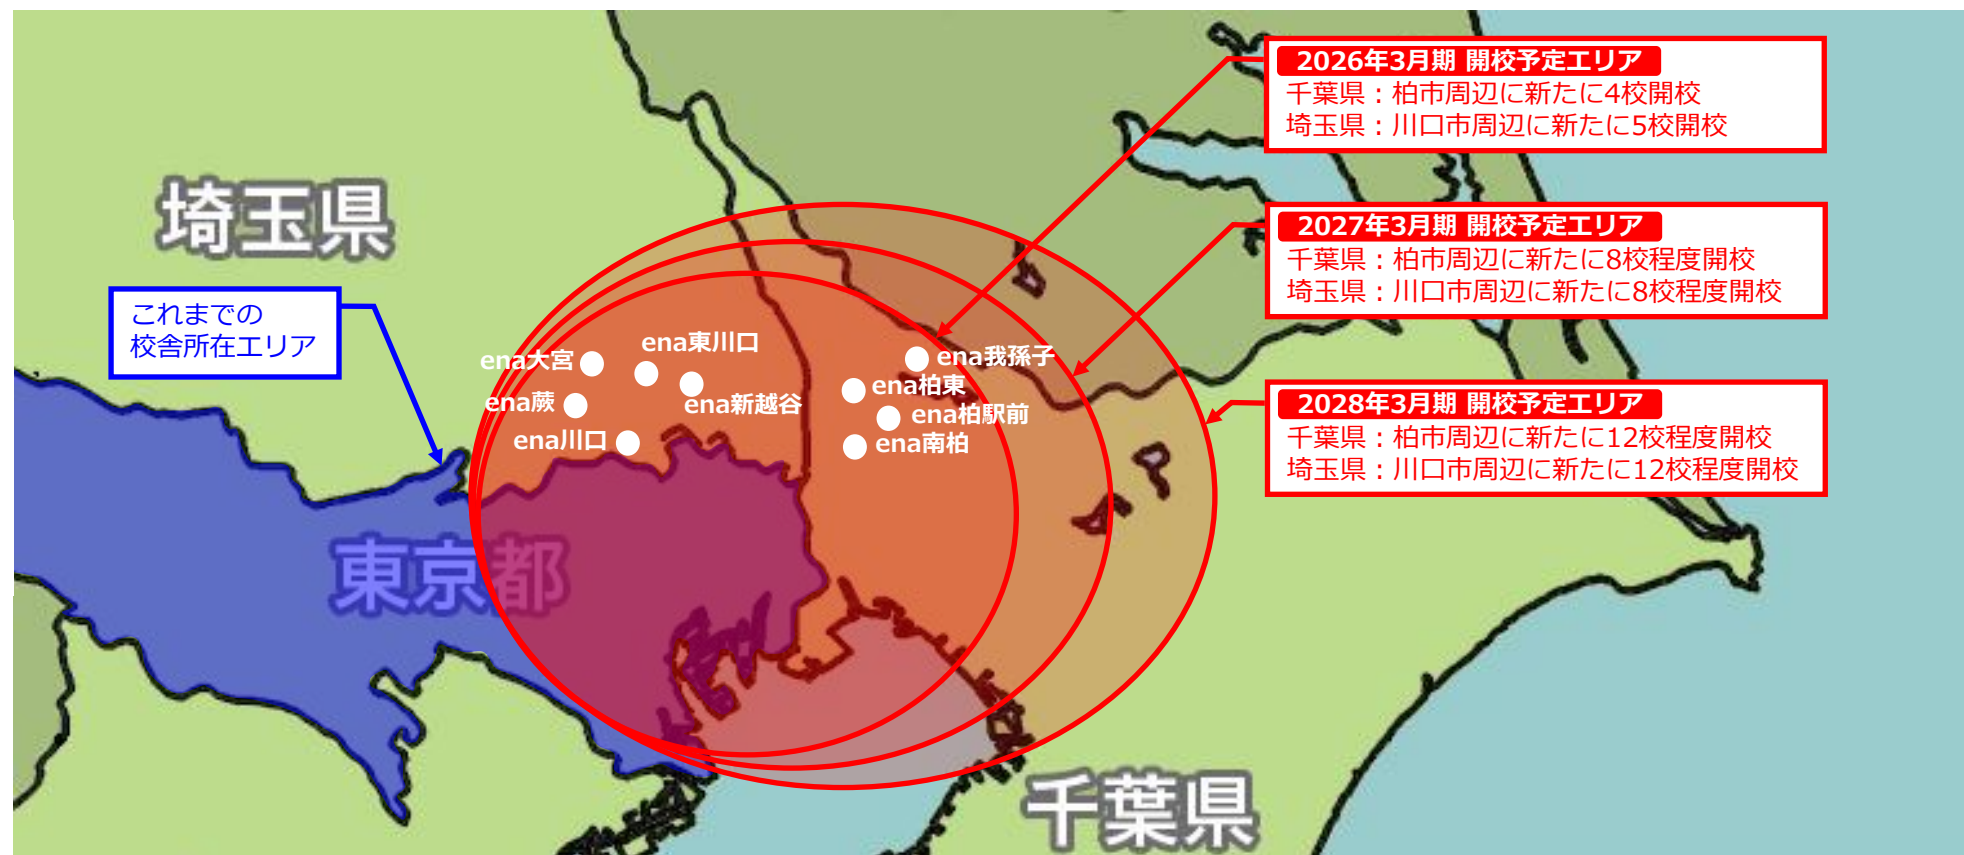 2026年3月期 開校予定エリア
千葉県：柏市周辺に新たに4校開校
埼玉県：川口市周辺に新たに5校開校
埼玉県
2027年3月期 開校予定エリア
千葉県：柏市周辺に新たに8校程度開校
埼玉県：川口市周辺に新たに8校程度開校
これまでの
校舎所在エリア
ena大宮
ena東川口
ena蕨
ena新越谷
ena川口
ena我孫子
ena柏東
ena柏駅前
ena南柏
2028年3月期 開校予定エリア
千葉県：柏市周辺に新たに12校程度開校
埼玉県：川口市周辺に新たに12校程度開校
東京都
千葉県